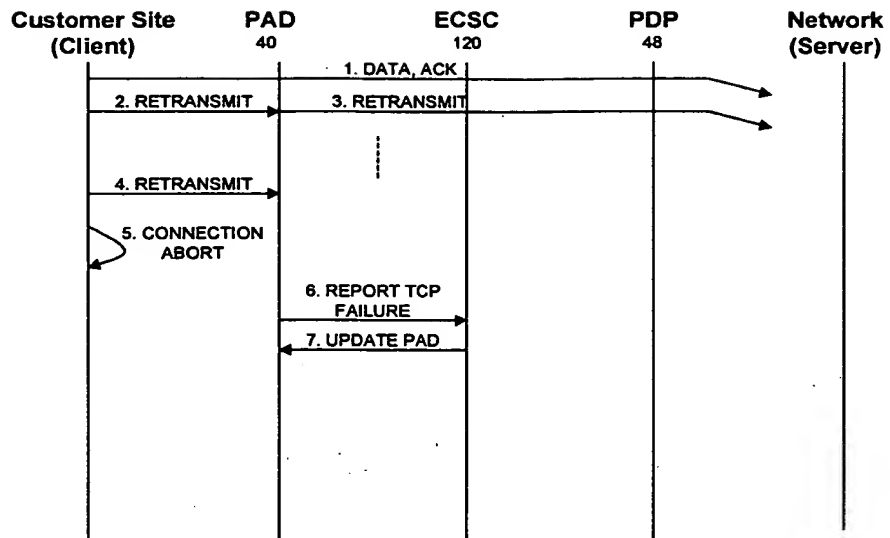 Customer Site PAD ECSC PDP Network
(Client) 40 120 48 (Server)
1. DATA, ACK
2. RETRANSMIT 3. RETRANSMIT
4. RETRANSMIT
5. CONNECTION
ABORT
6. REPORT TCP
FAILURE
7. UPDATE PAD